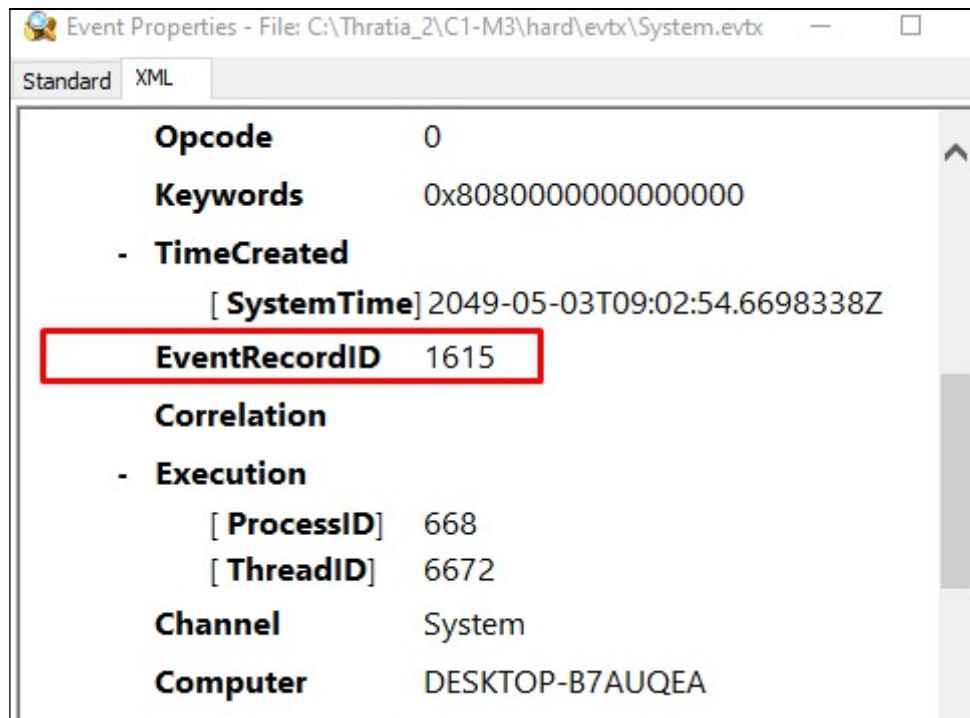 Event Properties - File: C:\Thratia_2\C1-M3\hard\evtx\System.evtx
Standard XML
Opcode 0
Keywords 0x8080000000000000
- TimeCreated
[ SystemTime] 2049-05-03T09:02:54.6698338Z
EventRecordID 1615
Correlation
- Execution
[ ProcessID] 668
[ ThreadID] 6672
Channel System
Computer DESKTOP-B7AUQEA